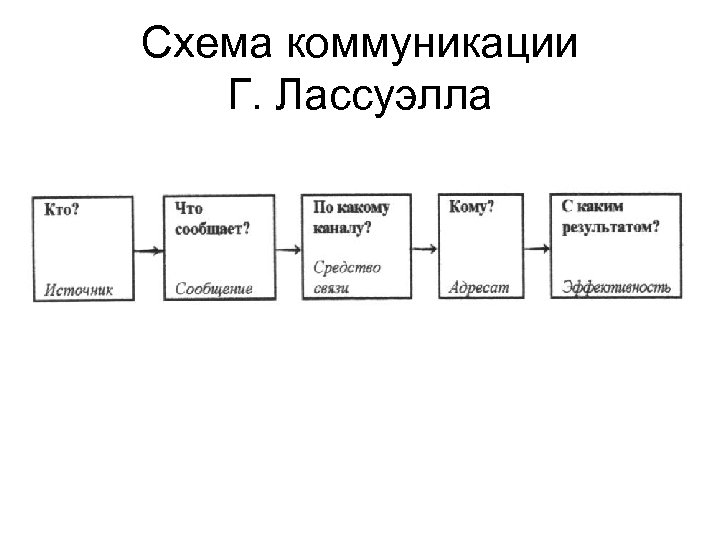 Схема коммуникации
Г. Лассуэлла
Кто?
Источник
Что
сообщает?
Сообщение
По какому
каналу?
Средство
связи
Кому?
Адресат
С каким
результатом?
Эффективность